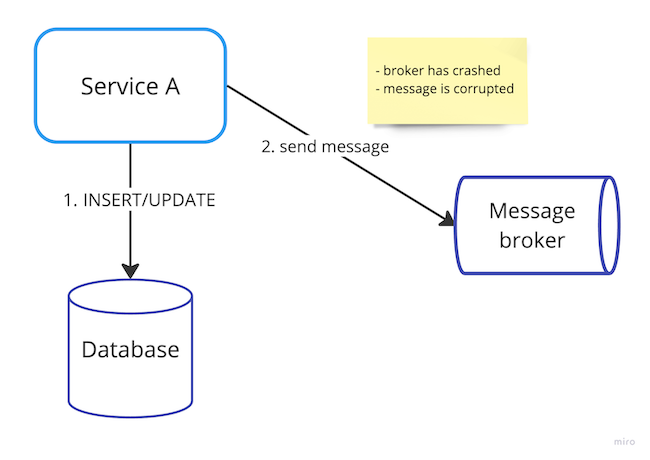 Service A
- broker has crashed
- message is corrupted
2. send message
1. INSERT/UPDATE
Message
broker
Database
miro